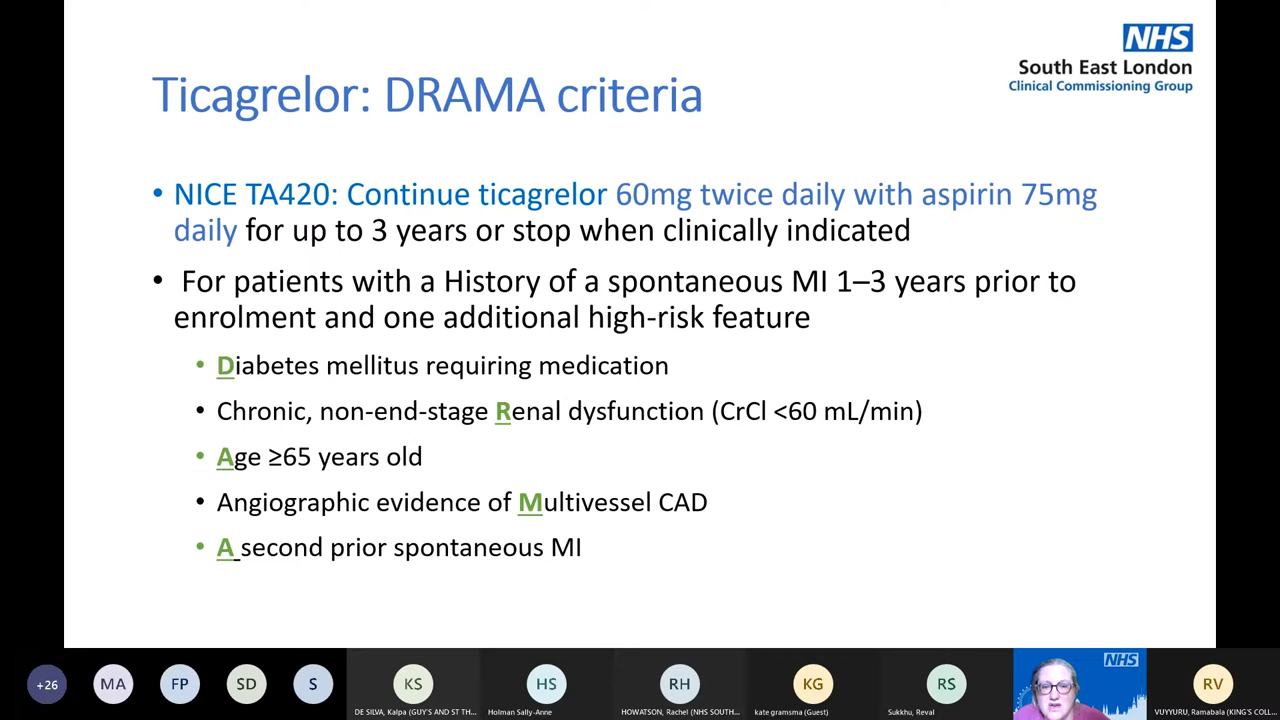 NHS
South East London
Clinical Commissioning Group
Ticagrelor: DRAMA criteria
• NICE TA420: Continue ticagrelor 60mg twice daily with aspirin 75mg
daily for up to 3 years or stop when clinically indicated
• For patients with a History of a spontaneous MI 1–3 years prior to
enrolment and one additional high-risk feature
• Diabetes mellitus requiring medication
• Chronic, non-end-stage Renal dysfunction (CrCl <60 mL/min)
• Age ≥65 years old
• Angiographic evidence of Multivessel CAD
• A second prior spontaneous MI
+26
MA
FP
SD
S
KS
DE SILVA, Kalpa (GUY'S AND ST TH...
HS
Holman Sally-Anne
RH
HOWATSON, Rachel (NHS SOUTH...
KG
kate gramsma (Guest)
RS
Sukkhu, Reval
NHS
RV
VUYYURU, Ramabala (KING'S COLL...